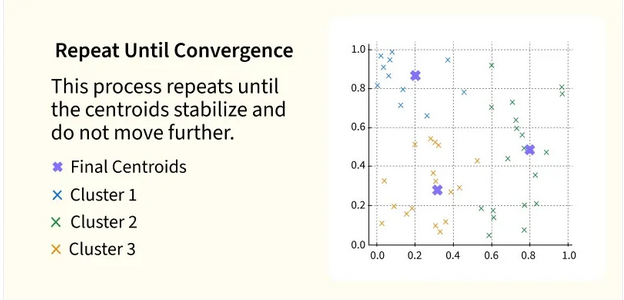 Repeat Until Convergence
This process repeats until
the centroids stabilize and
do not move further.
Final Centroids
Cluster 1
Cluster 2
Cluster 3
1.0
0.8
0.6
0.4
0.2
0.0
0.0 0.2 0.4 0.6 0.8 1.0